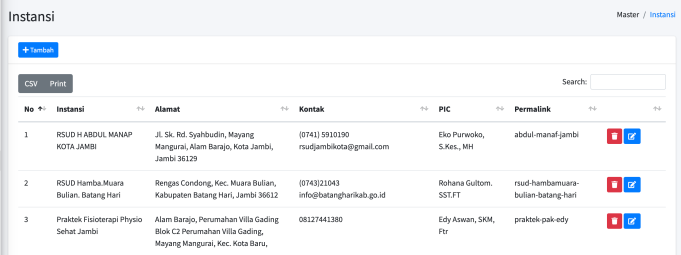 Instansi
Master / Instansi
+ Tambah
CSV Print
Search:
No Instansi Alamat Kontak PIC Permalink
1 RSUD H ABDUL MANAP Jl. Sk. Rd. Syahbudin, Mayang (0741) 5910190 Eko Purwoko, abdul-manaf-jambi
KOTA JAMBI Mangurai, Alam Barajo, Kota Jambi, rsudjambikota@gmail.com S.Kes., MH
Jambi 36129
2 RSUD Hamba.Muara Rengas Condong, Kec. Muara Bulian, (0743)21043 Rohana Gultom. rsud-hambamuara-
Bulian. Batang Hari Kabupaten Batang Hari, Jambi 36612 info@batangharikab.go.id SST.FT bulian-batang-hari
3 Praktek Fisioterapi Physio Alam Barajo, Perumahan Villa Gading 08127441380 Edy Aswan, SKM, praktek-pak-edy
Sehat Jambi Blok C2 Perumahan Villa Gading, Ftr
Mayang Mangurai, Kec. Kota Baru,